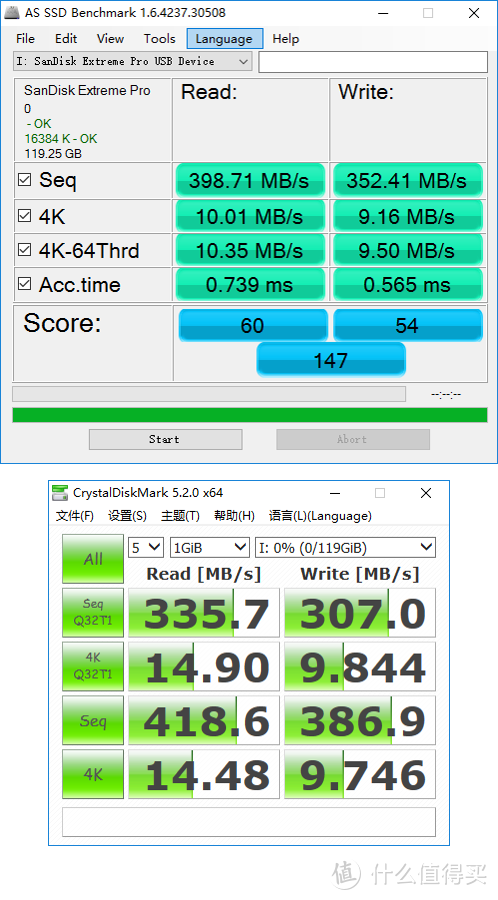 AS SSD Benchmark 1.6.4237.30508
File Edit View Tools Language Help
I: SanDisk Extreme Pro USB Device
SanDisk Extreme Pro
0
- OK
16384 K - OK
119.25 GB
Read: Write:
Seq 398.71 MB/s 352.41 MB/s
4K 10.01 MB/s 9.16 MB/s
4K-64Thrd 10.35 MB/s 9.50 MB/s
Acc.time 0.739 ms 0.565 ms
Score: 60 54
147
--:--:--
Start Abort
CrystalDiskMark 5.2.0 x64
文件(F) 设置(S) 主题(T) 帮助(H) 语言(L)(Language)
All 5 1GiB I: 0% (0/119GiB)
Read [MB/s] Write [MB/s]
Seq Q32T1 335.7 307.0
4K Q32T1 14.90 9.844
Seq 418.6 386.9
4K 14.48 9.746
值 什么值得买